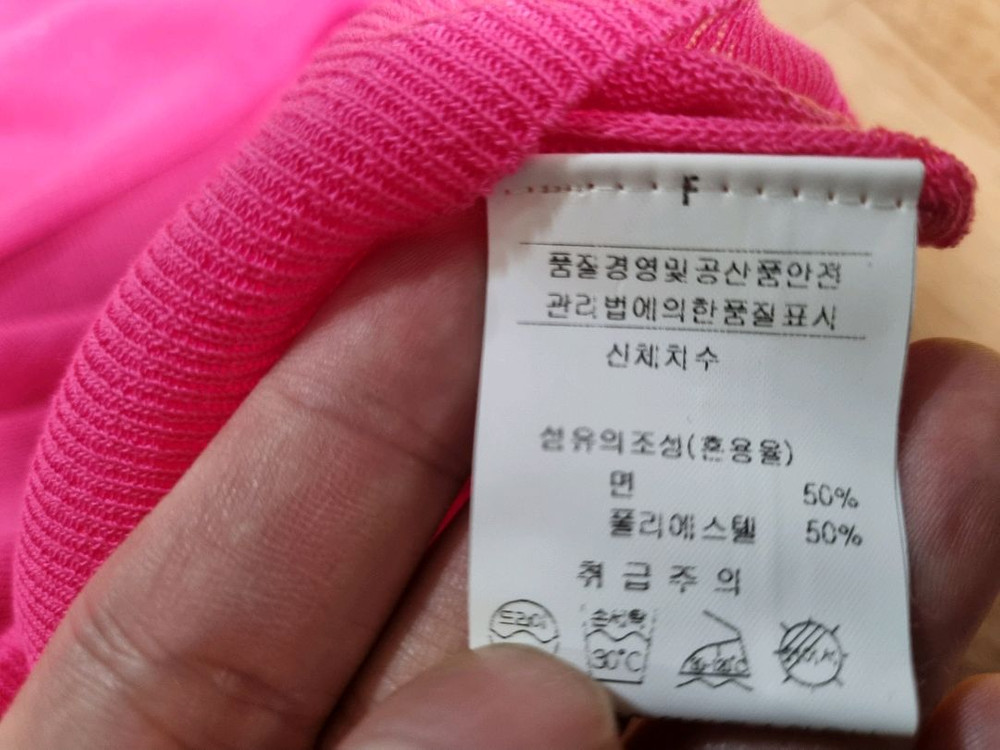 F
품질경영및공산품안전
관리법에의한품질표시
신체치수
섬유의조성(혼용율)
면 50%
폴리에스텔 50%
취급주의
드라이 손세탁
30°C